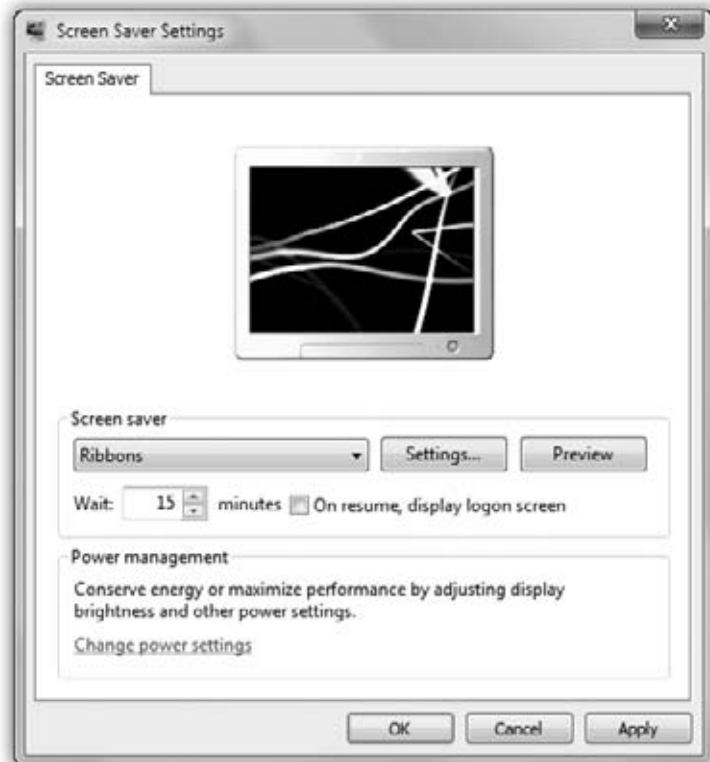 Screen Saver Settings
Screen Saver
Screen saver
Ribbons
Settings...
Preview
Wait: 15 minutes On resume, display logon screen
Power management
Conserve energy or maximize performance by adjusting display
brightness and other power settings.
Change power settings
OK
Cancel
Apply